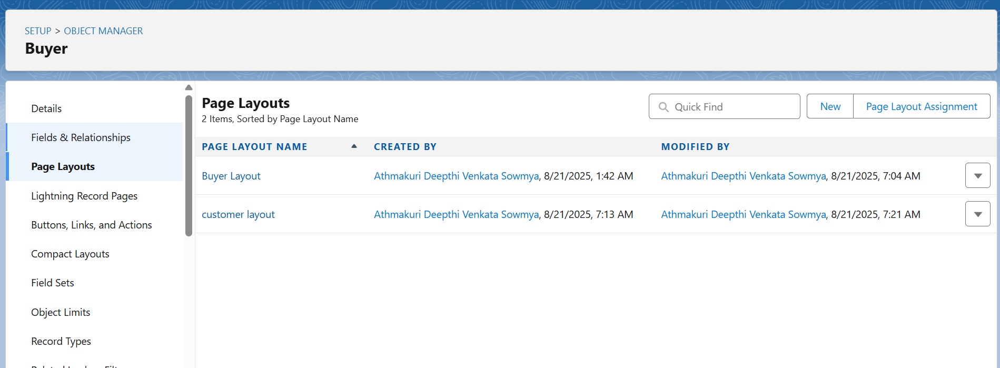 SETUP > OBJECT MANAGER
Buyer
Details
Fields & Relationships
Page Layouts
Lightning Record Pages
Buttons, Links, and Actions
Compact Layouts
Field Sets
Object Limits
Record Types
Page Layouts
2 Items, Sorted by Page Layout Name
Quick Find
New
Page Layout Assignment
PAGE LAYOUT NAME CREATED BY MODIFIED BY
Buyer Layout Athmakuri Deepthi Venkata Sowmya, 8/21/2025, 1:42 AM Athmakuri Deepthi Venkata Sowmya, 8/21/2025, 7:04 AM
customer layout Athmakuri Deepthi Venkata Sowmya, 8/21/2025, 7:13 AM Athmakuri Deepthi Venkata Sowmya, 8/21/2025, 7:21 AM